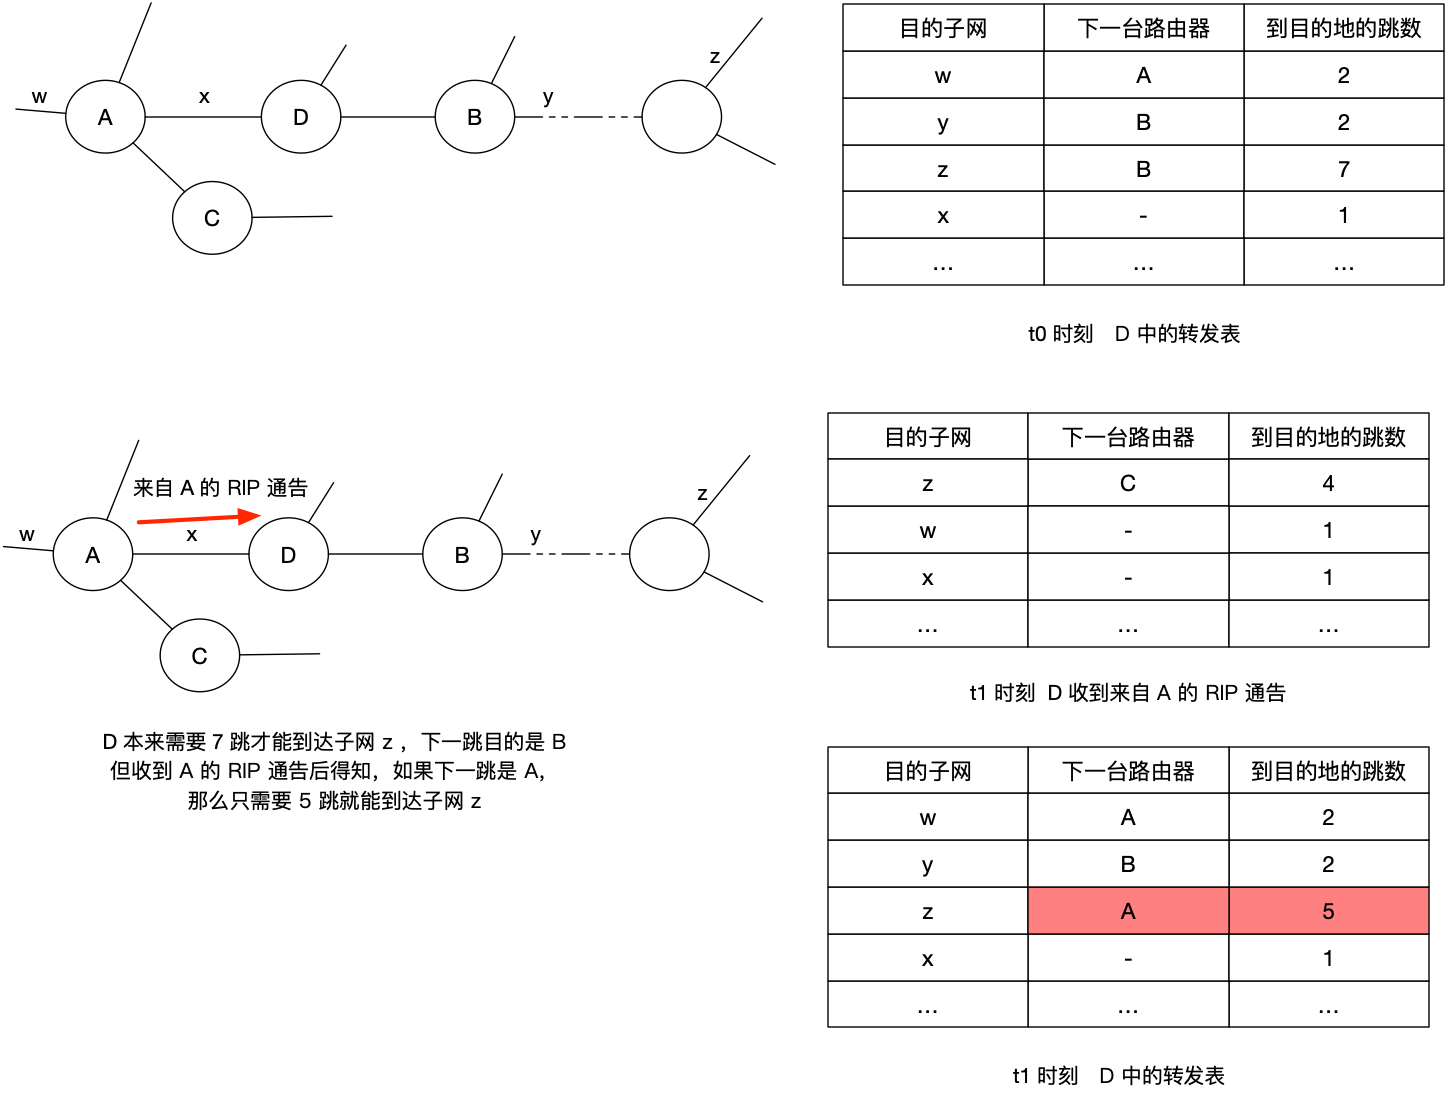 w
A
x
D
B
y
z
C
目的子网 下一台路由器 到目的地的跳数
w A 2
y B 2
z B 7
x - 1
... ... ...
t0 时刻 D 中的转发表
来自 A 的 RIP 通告
w
A
x
D
B
y
z
C
D 本来需要 7 跳才能到达子网 z ，下一跳目的是 B
但收到 A 的 RIP 通告后得知，如果下一跳是 A，
那么只需要 5 跳就能到达子网 z
目的子网 下一台路由器 到目的地的跳数
z C 4
w - 1
x - 1
... ... ...
t1 时刻 D 收到来自 A 的 RIP 通告
目的子网 下一台路由器 到目的地的跳数
w A 2
y B 2
z A 5
x - 1
... ... ...
t1 时刻 D 中的转发表